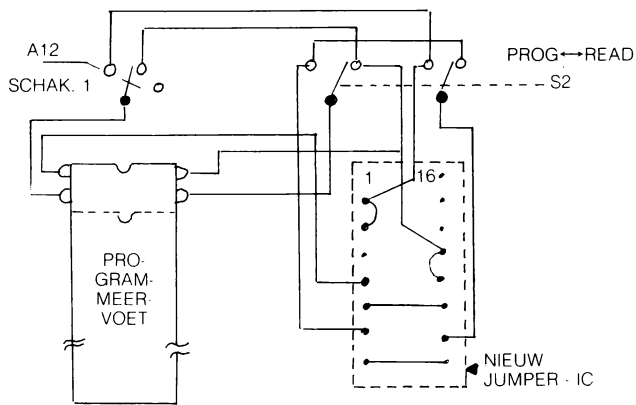 A12
SCHAK. 1
PROG↔READ
S2
1
16
PRO-
GRAM-
MEER-
VOET
NIEUW
JUMPER - IC